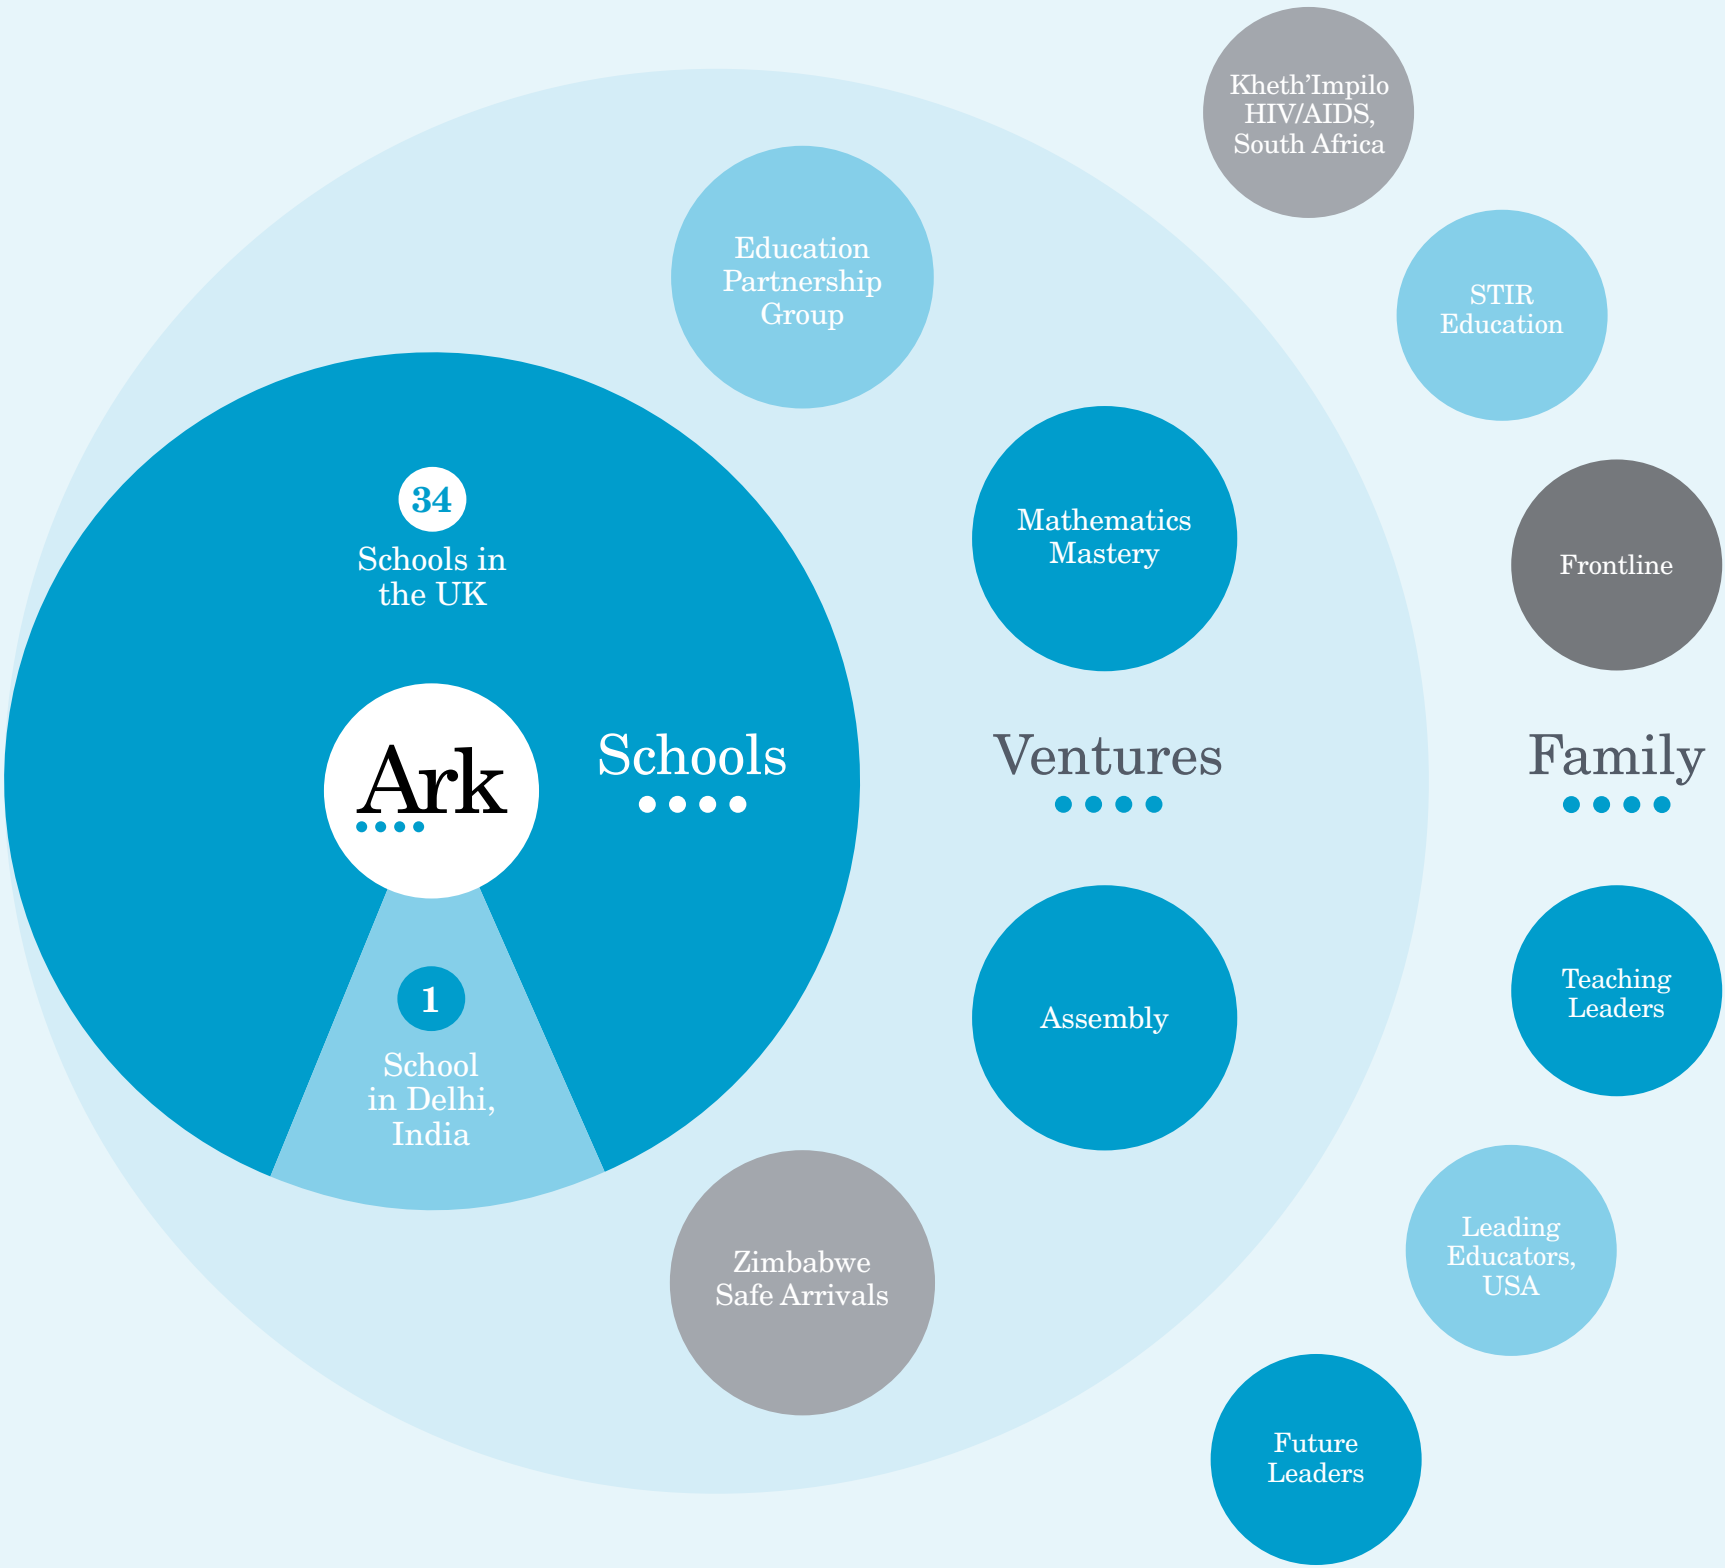 Kheth’Impilo
HIV/AIDS,
South Africa
Education
Partnership
Group
STIR
Education
34
Schools in
the UK
Mathematics
Mastery
Frontline
Ark
Schools
Ventures
Family
1
School
in Delhi,
India
Assembly
Teaching
Leaders
Zimbabwe
Safe Arrivals
Leading
Educators,
USA
Future
Leaders